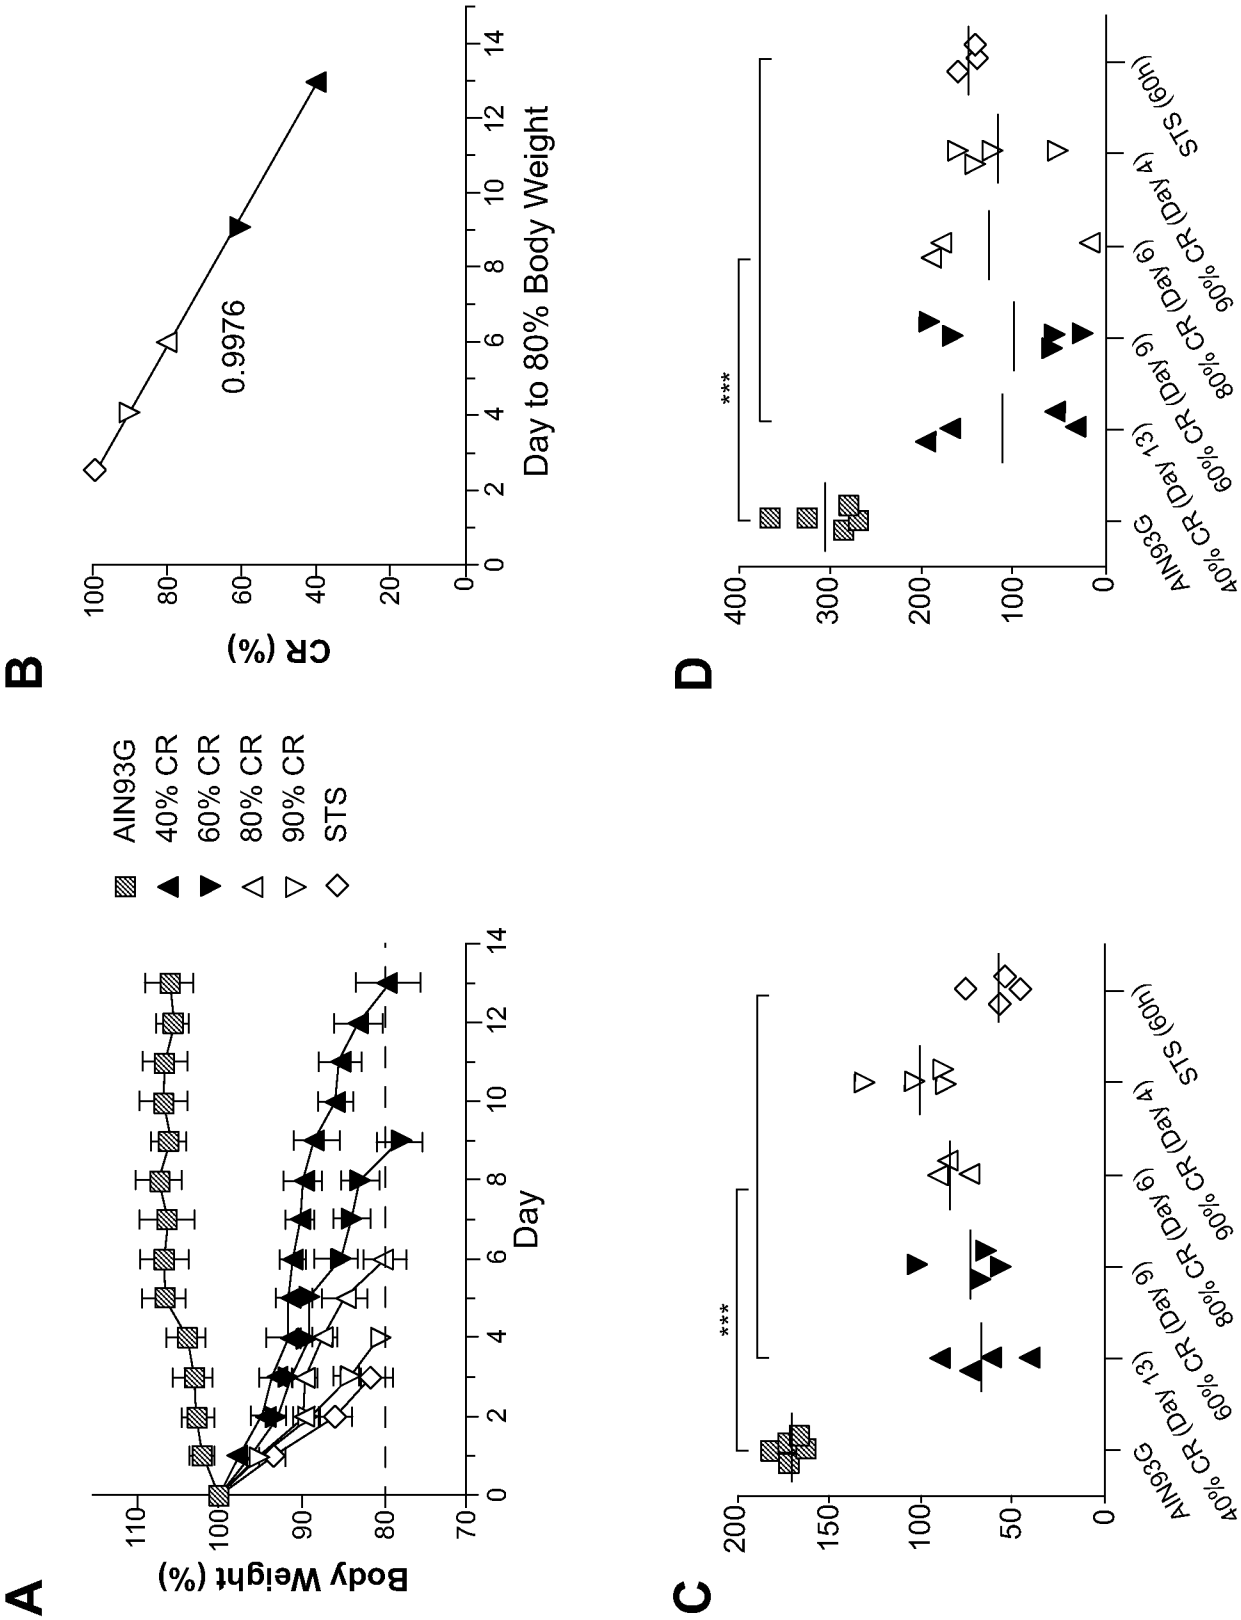 A
110
100
90
80
70
Body Weight (%)
0
2
4
6
8
10
12
14
Day
AIN93G
40% CR
60% CR
80% CR
90% CR
STS
B
100
80
60
40
20
0
CR (%)
0.9976
0
2
4
6
8
10
12
14
Day to 80% Body Weight
C
200
150
100
50
0
***
AIN93G
40% CR (Day 13)
60% CR (Day 9)
80% CR (Day 6)
90% CR (Day 4)
STS (60h)
D
400
300
200
100
0
***
AIN93G
40% CR (Day 13)
60% CR (Day 9)
80% CR (Day 6)
90% CR (Day 4)
STS (60h)